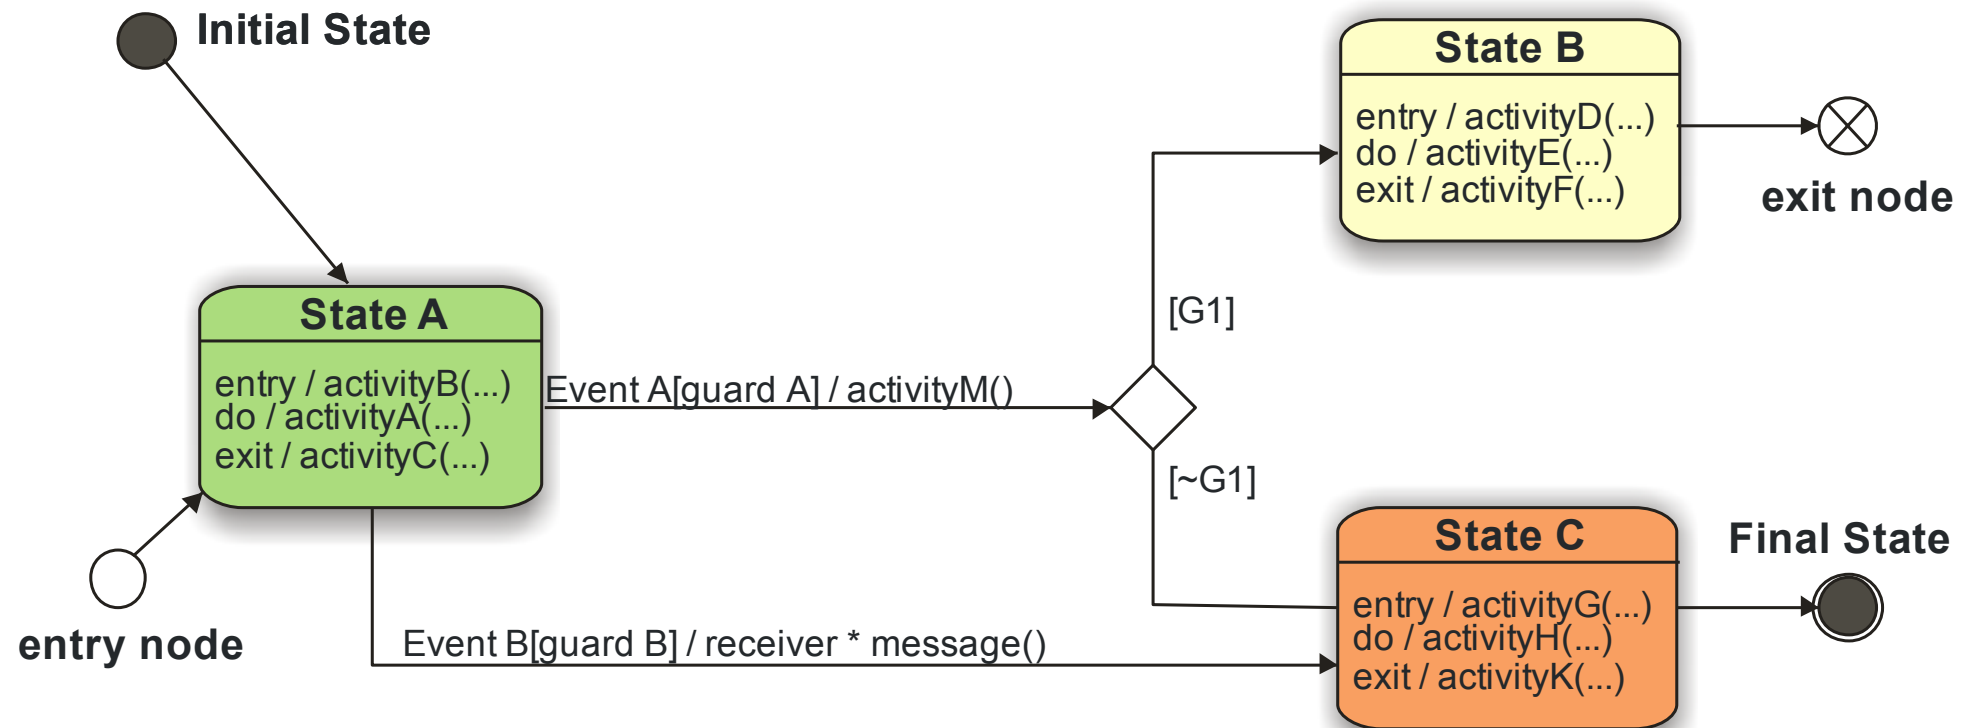 Initial State
State B
entry / activityD(...)
do / activityE(...)
exit / activityF(...)
exit node
State A
entry / activityB(...)
do / activityA(...)
exit / activityC(...)
Event A[guard A] / activityM()
[G1]
[~G1]
State C
entry / activityG(...)
do / activityH(...)
exit / activityK(...)
Final State
entry node
Event B[guard B] / receiver * message()